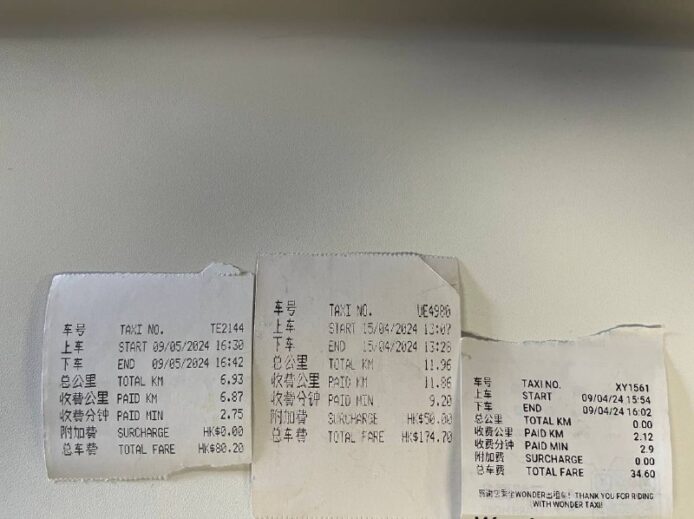 车号 TAXI NO. TE2144
上车 START 09/05/2024 16:30
下车 END 09/05/2024 16:42
总公里 TOTAL KM 6.93
收费公里 PAID KM 6.87
收费分钟 PAID MIN 2.75
附加费 SURCHARGE HK$0.00
总车费 TOTAL FARE HK$80.20
车号 TAXI NO. UE4980
上车 START 15/04/2024 13:07
下车 END 15/04/2024 13:28
总公里 TOTAL KM 11.96
收费公里 PAID KM 11.86
收费分钟 PAID MIN 9.20
附加费 SURCHARGE HK$50.00
总车费 TOTAL FARE HK$174.70
车号 TAXI NO. XY1561
上车 START 09/04/24 15:54
下车 END 09/04/24 16:02
总公里 TOTAL KM 0.00
收费公里 PAID KM 2.12
收费分钟 PAID MIN 2.9
附加费 SURCHARGE 0.00
总车费 TOTAL FARE 34.60
WONDER出租车! THANK YOU FOR RIDING
WITH WONDER TAXI!